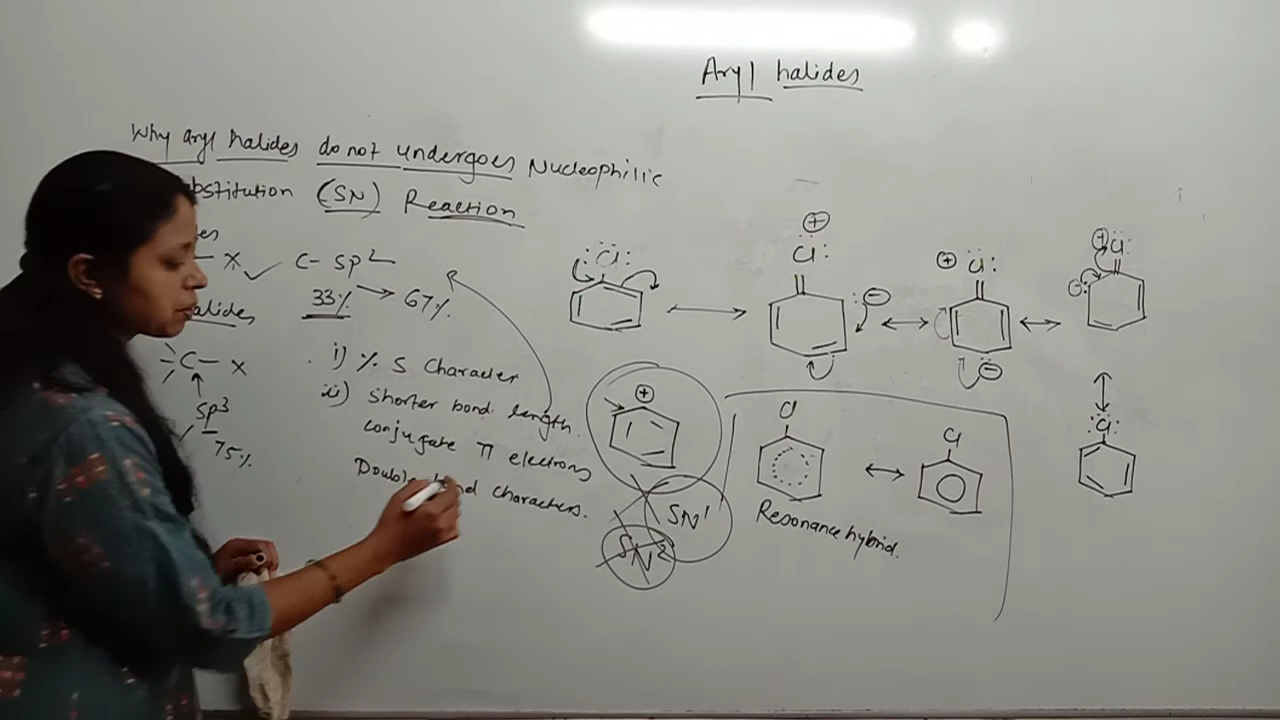 Aryl halides
Why aryl halides do not undergoes Nucleophilic
bstitution (SN) Reaction
es
— X ✓ C- SP2
33% → 67%
alides
C — X
SP3
75%
i) % S Character
ii) Shorter bond length.
Conjugate π electrons
Double bond characters.
:Cl:
⊕
Cl:
⊖
⊕ Cl:
⊖
⊕ Cl:
⊖:
:Cl:
⊕
SN1
SN2
Cl
Cl
Resonance hybrid.